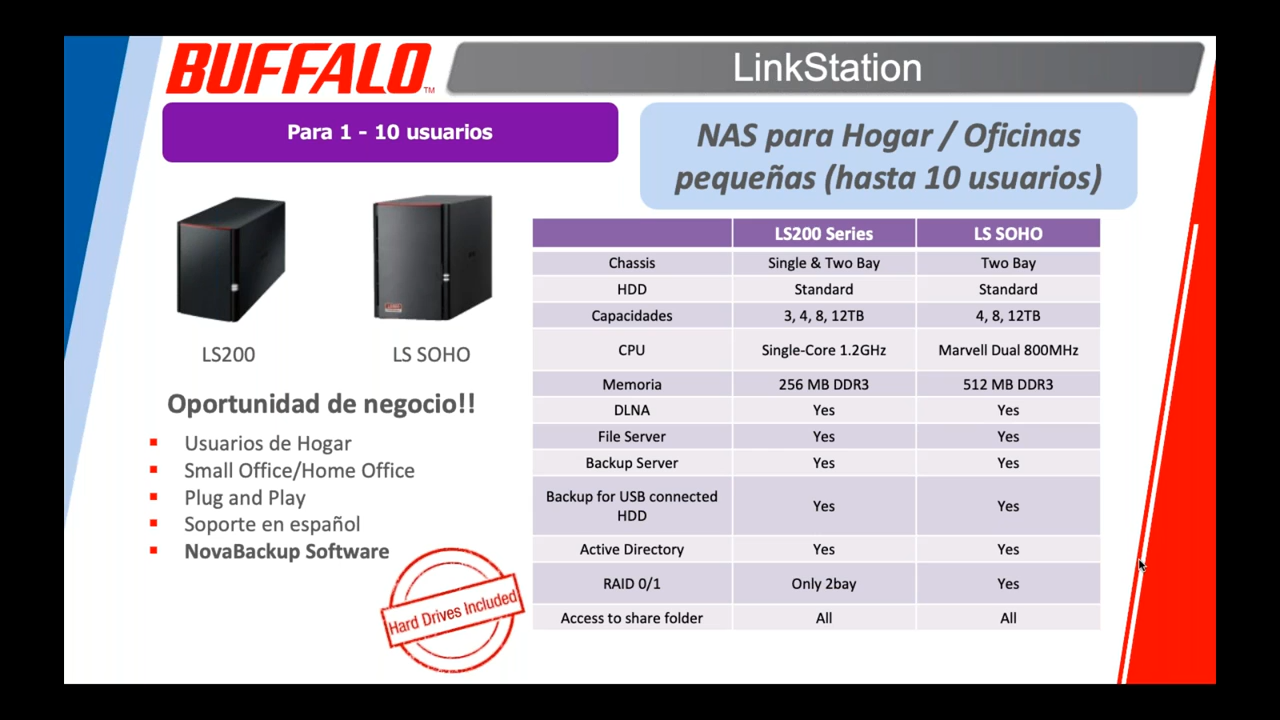 BUFFALO™
LinkStation
Para 1 - 10 usuarios
NAS para Hogar / Oficinas
pequeñas (hasta 10 usuarios)
LS200
LS SOHO
Oportunidad de negocio!!
▪ Usuarios de Hogar
▪ Small Office/Home Office
▪ Plug and Play
▪ Soporte en español
▪ NovaBackup Software
Hard Drives Included
LS200 Series LS SOHO
Chassis Single & Two Bay Two Bay
HDD Standard Standard
Capacidades 3, 4, 8, 12TB 4, 8, 12TB
CPU Single-Core 1.2GHz Marvell Dual 800MHz
Memoria 256 MB DDR3 512 MB DDR3
DLNA Yes Yes
File Server Yes Yes
Backup Server Yes Yes
Backup for USB connected
HDD Yes Yes
Active Directory Yes Yes
RAID 0/1 Only 2bay Yes
Access to share folder All All